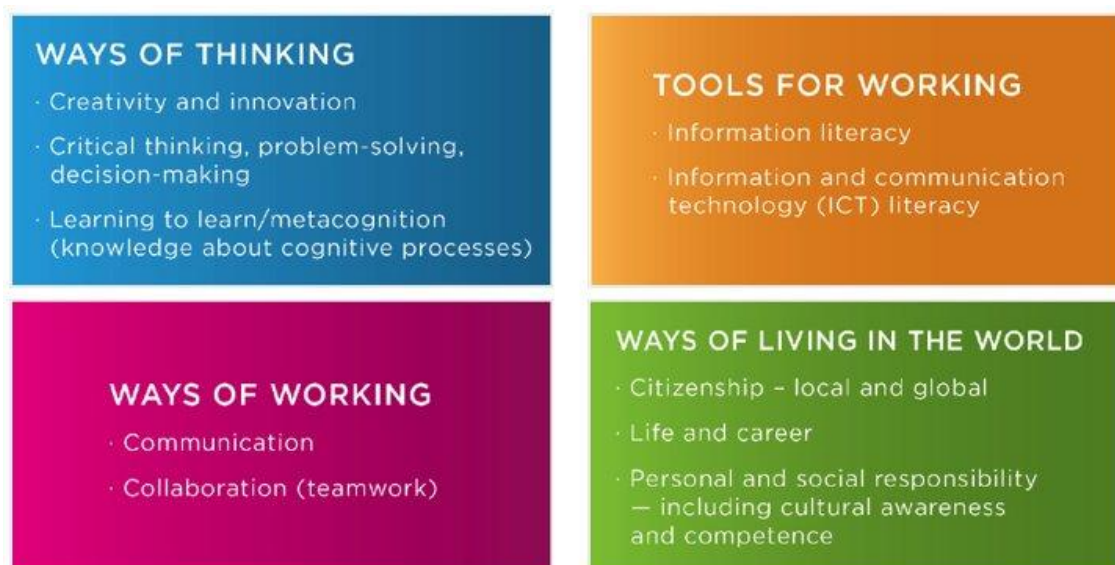 WAYS OF THINKING
· Creativity and innovation
· Critical thinking, problem-solving,
decision-making
· Learning to learn/metacognition
(knowledge about cognitive processes)
TOOLS FOR WORKING
· Information literacy
· Information and communication
technology (ICT) literacy
WAYS OF WORKING
· Communication
· Collaboration (teamwork)
WAYS OF LIVING IN THE WORLD
· Citizenship – local and global
· Life and career
· Personal and social responsibility
— including cultural awareness
and competence